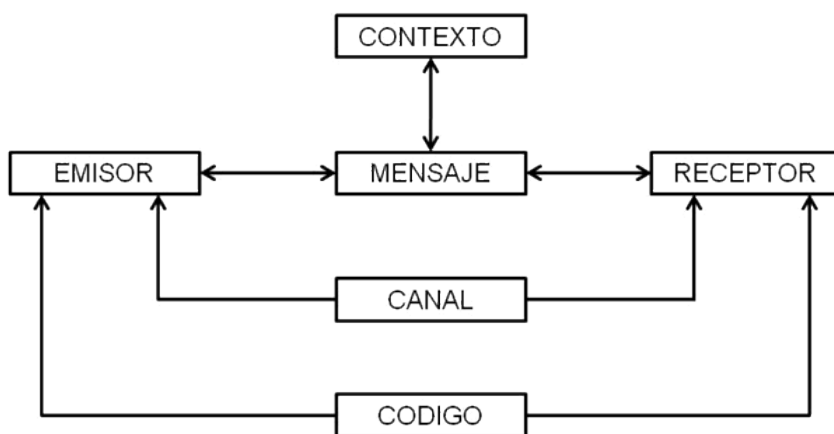 CONTEXTO
EMISOR
MENSAJE
RECEPTOR
CANAL
CODIGO